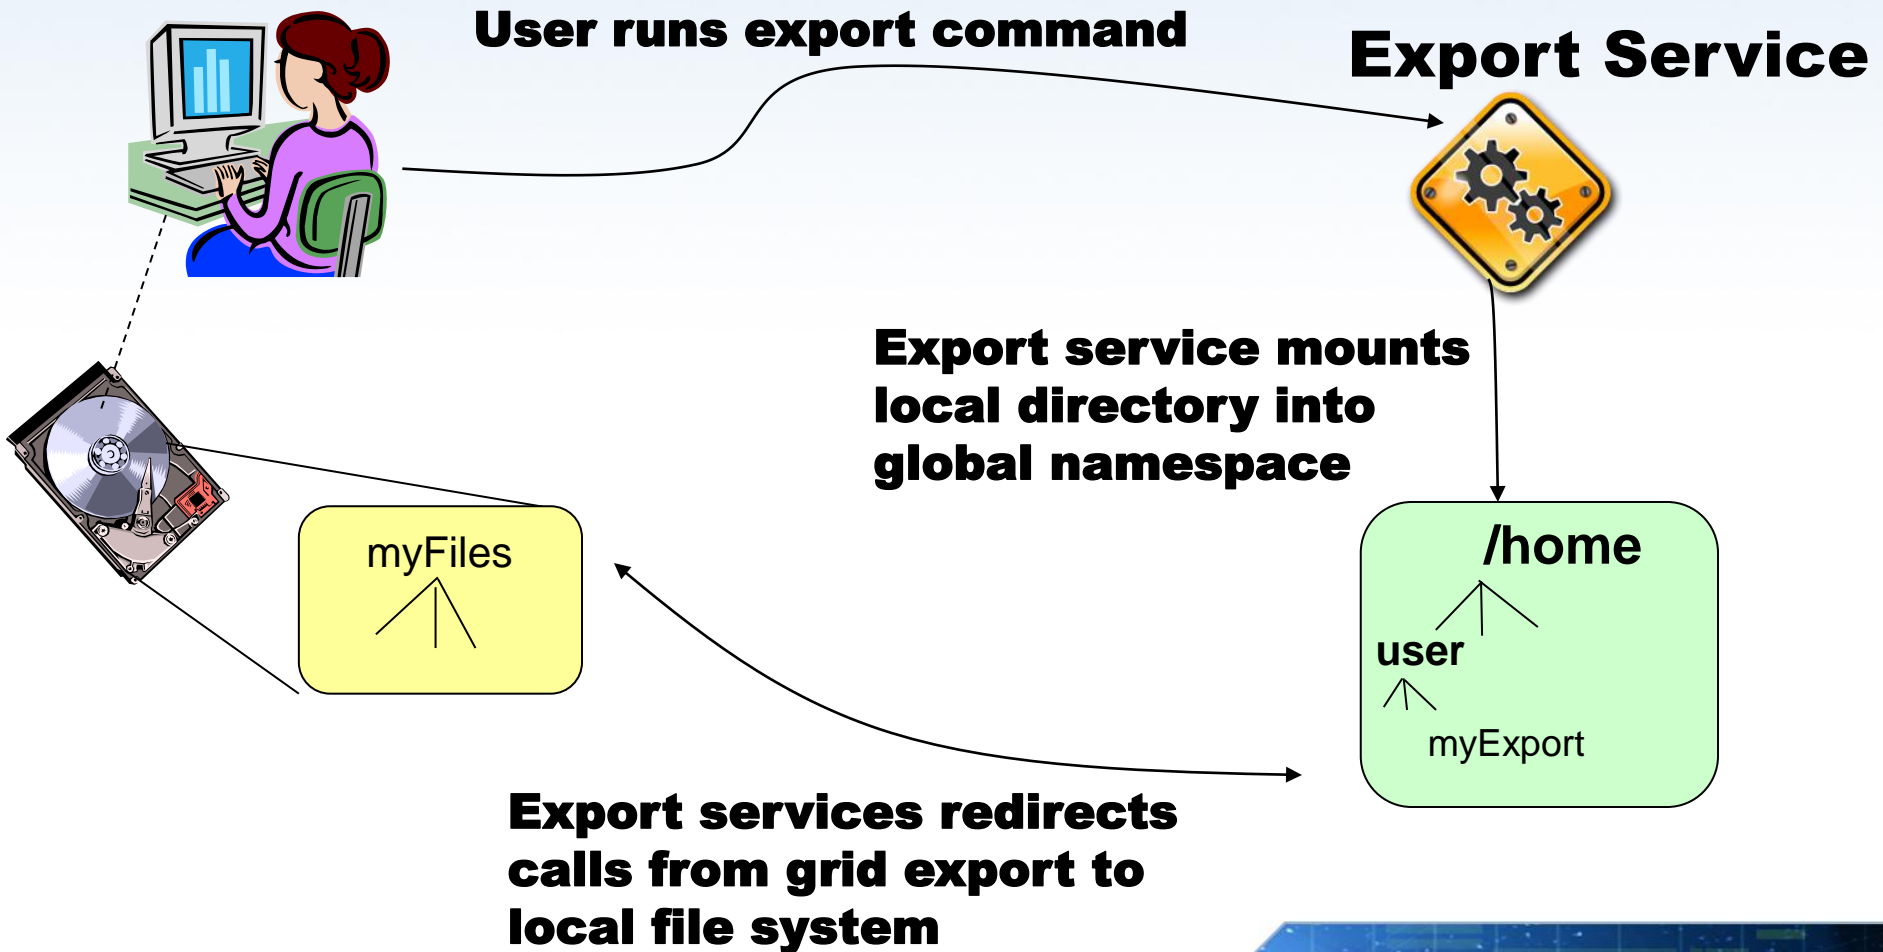 User runs export command
Export Service
Export service mounts
local directory into
global namespace
myFiles
/home
user
myExport
Export services redirects
calls from grid export to
local file system